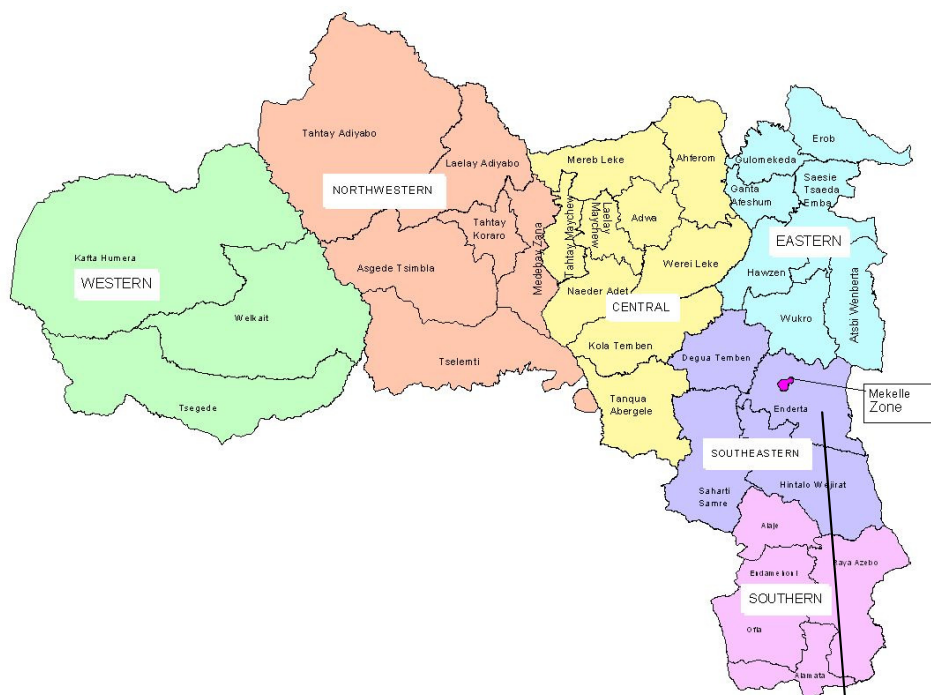 Tahtay Adiyabo
Laelay Adiyabo
NORTHWESTERN
Tahtay
Koraro
Medebay Zana
Asgede Tsimbla
Tselemti
Kafta Humera
WESTERN
Welkait
Tsegede
Mereb Leke
Ahferom
Tahtay Maychew
Laelay
Maychew
Adwa
Werei Leke
Naeder Adet
CENTRAL
Kola Temben
Tanqua
Abergele
Erob
Gulomekeda
Saesie
Tsaeda
Emba
Ganta
Afeshum
EASTERN
Hawzen
Atsbi Wenberta
Wukro
Degua Temben
Mekelle
Zone
Enderta
SOUTHEASTERN
Hintalo Wejirat
Saharti
Samre
Alaje
Raya Azebo
Endamehoni
SOUTHERN
Ofla
Alamata